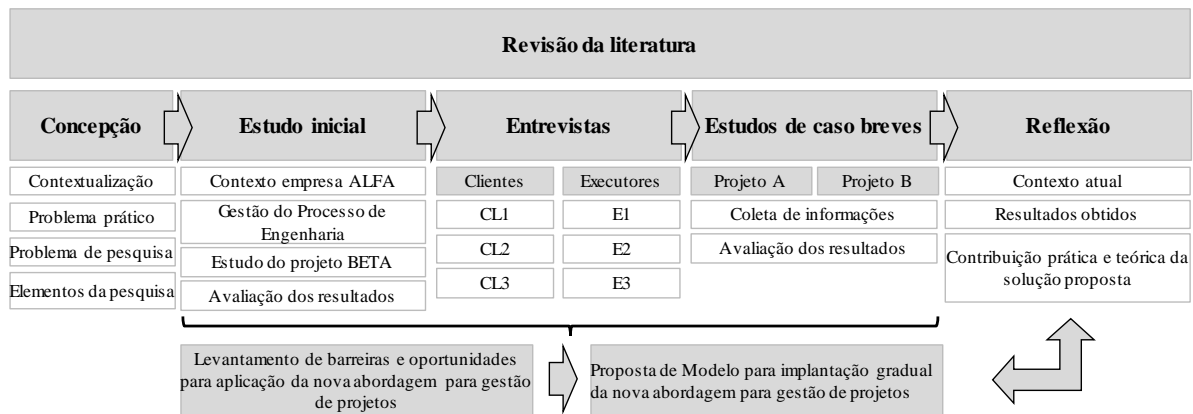 Revisão da literatura
Concepção
Estudo inicial
Entrevistas
Estudos de caso breves
Reflexão
Contextualização
Problema prático
Problema de pesquisa
Elementos da pesquisa
Contexto empresa ALFA
Gestão do Processo de
Engenharia
Estudo do projeto BETA
Avaliação dos resultados
Clientes
Executores
CL1
E1
CL2
E2
CL3
E3
Projeto A
Projeto B
Coleta de informações
Avaliação dos resultados
Contexto atual
Resultados obtidos
Contribuição prática e teórica da
solução proposta
Levantamento de barreiras e oportunidades
para aplicação da nova abordagem para gestão
de projetos
Proposta de Modelo para implantação gradual
da nova abordagem para gestão de projetos